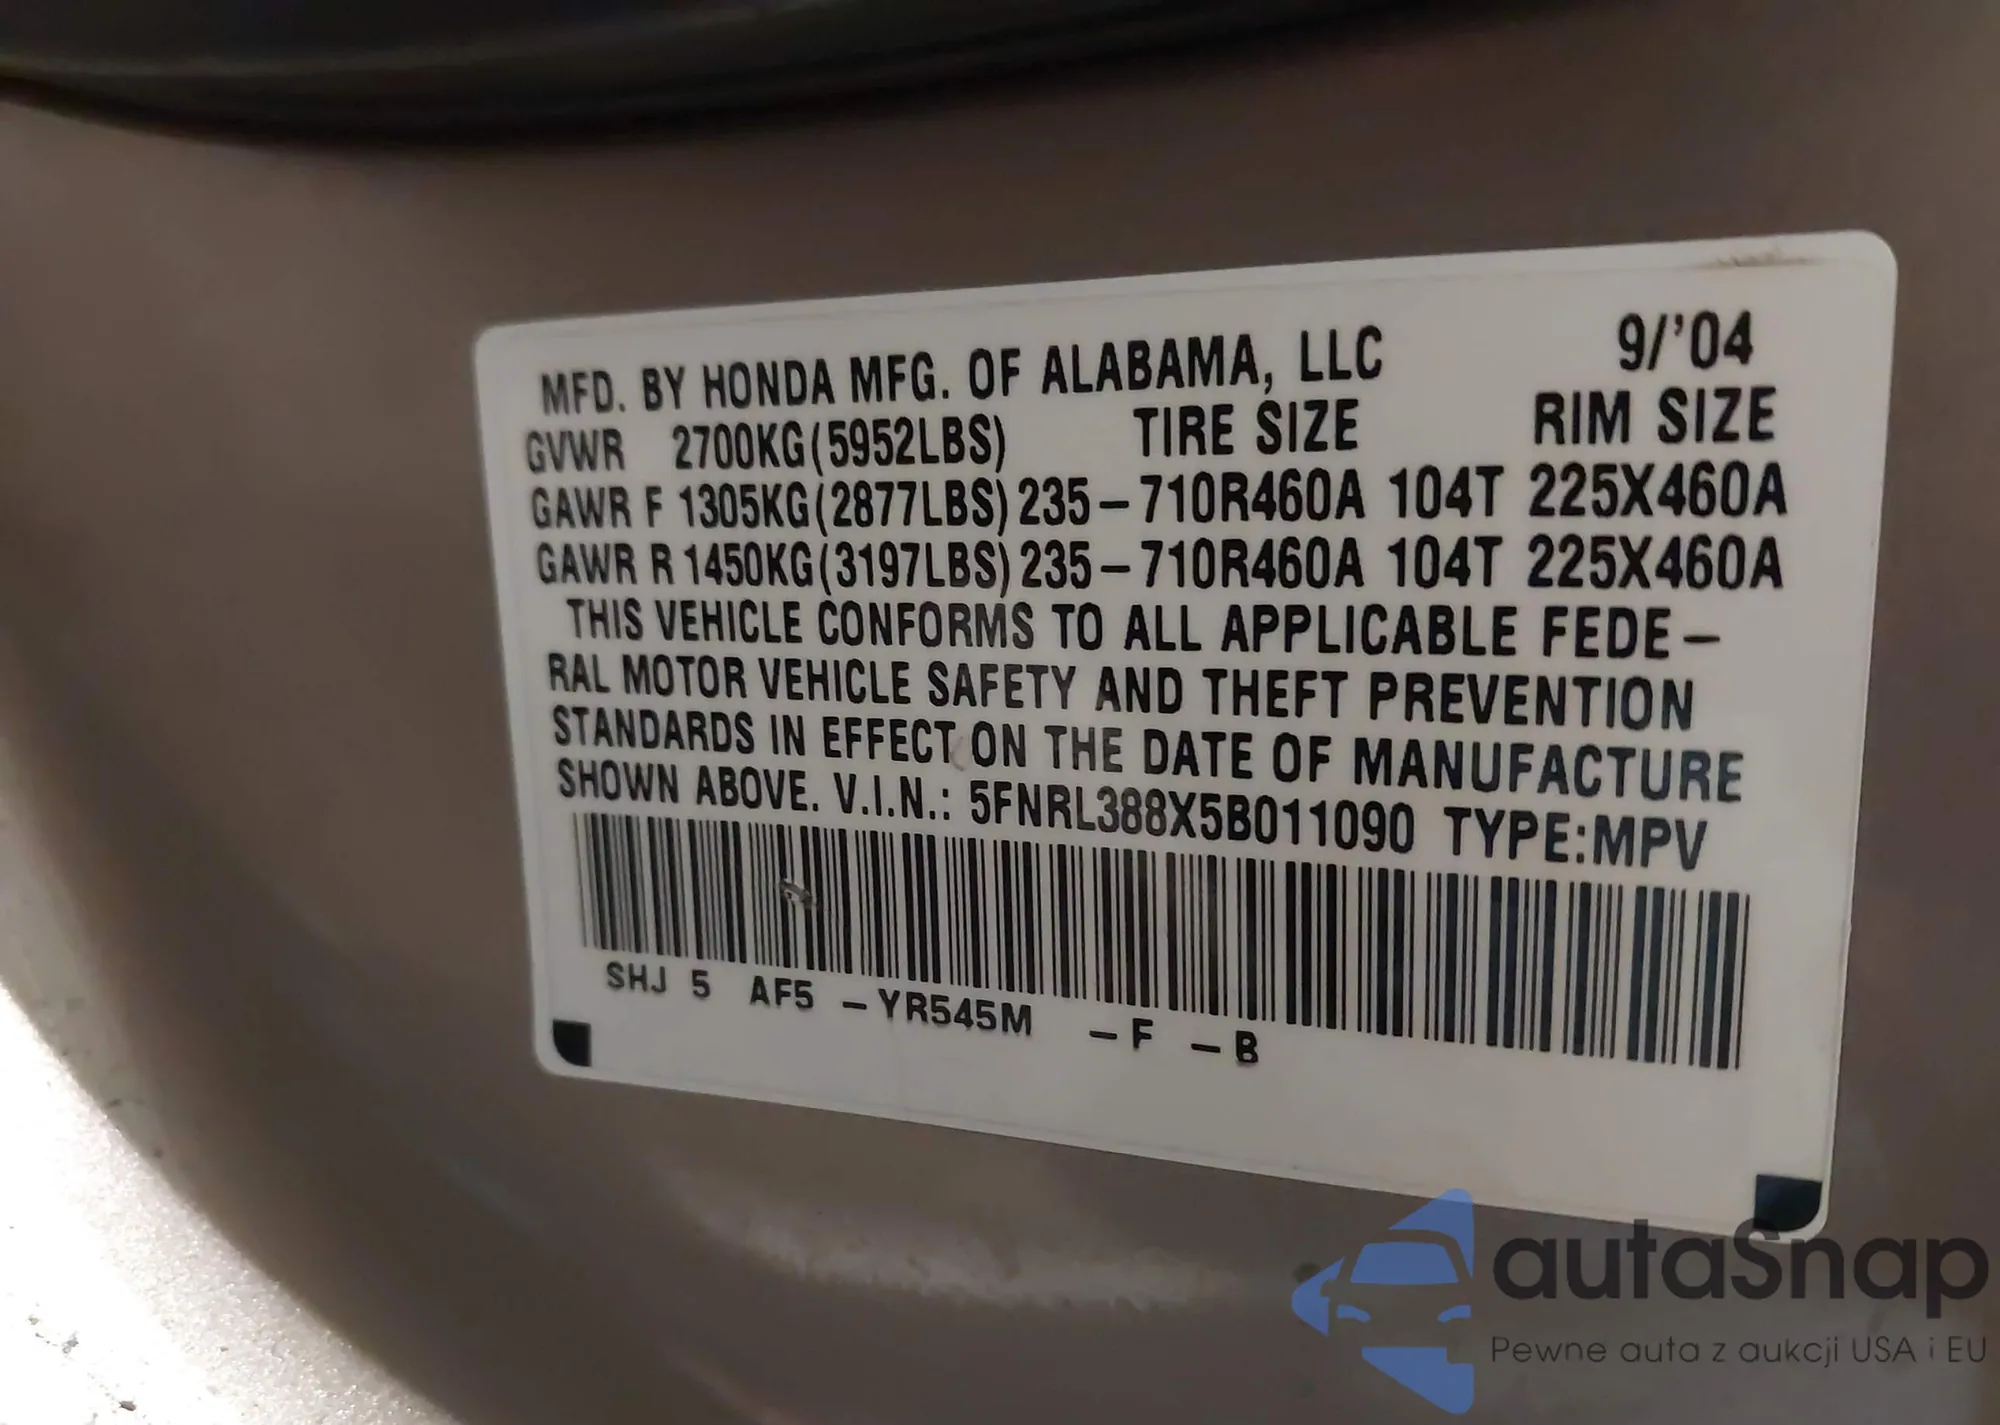 MFD. BY HONDA MFG. OF ALABAMA, LLC 9/'04
GVWR 2700KG(5952LBS) TIRE SIZE RIM SIZE
GAWR F 1305KG(2877LBS) 235-710R460A 104T 225X460A
GAWR R 1450KG(3197LBS) 235-710R460A 104T 225X460A
THIS VEHICLE CONFORMS TO ALL APPLICABLE FEDE-
RAL MOTOR VEHICLE SAFETY AND THEFT PREVENTION
STANDARDS IN EFFECT ON THE DATE OF MANUFACTURE
SHOWN ABOVE. V.I.N.: 5FNRL388X5B011090 TYPE:MPV
SHJ 5 AF5 -YR545M -F -B
autaSnap
Pewne auta z aukcji USA i EU